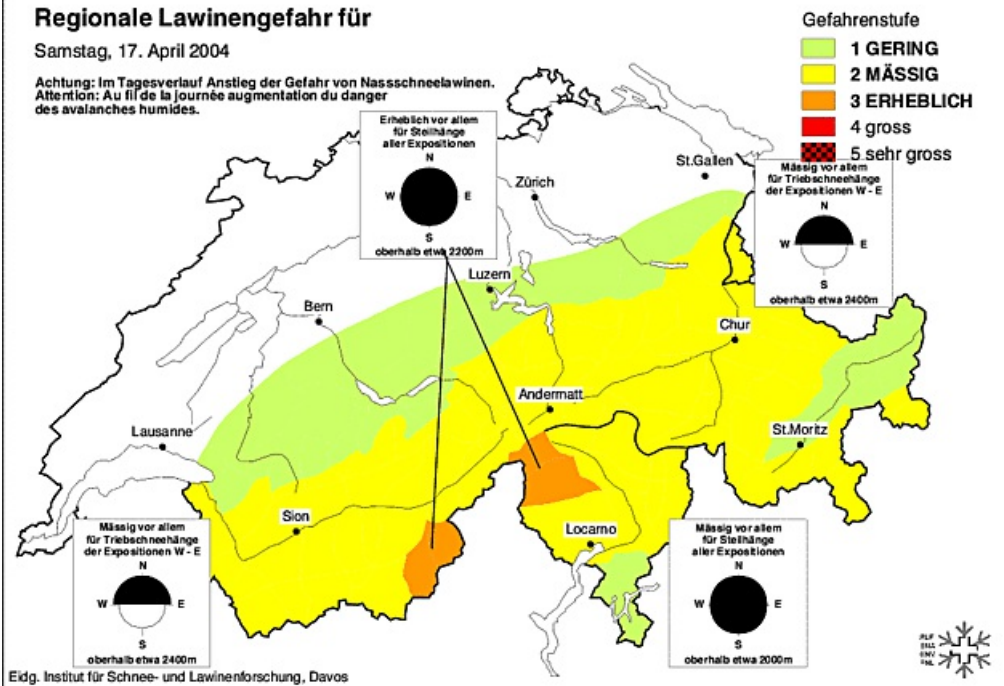 Regionale Lawinengefahr für
Samstag, 17. April 2004
Achtung: Im Tagesverlauf Anstieg der Gefahr von Nassschneelawinen.
Attention: Au fil de la journée augmentation du danger
des avalanches humides.
Gefahrenstufe
1 GERING
2 MÄSSIG
3 ERHEBLICH
4 gross
5 sehr gross
Erheblich vor allem
für Steilhänge
aller Expositionen
N
W E
S
oberhalb etwa 2200m
Mässig vor allem
für Triebschneehänge
der Expositionen W - E
N
W E
S
oberhalb etwa 2400m
St.Gallen
Zürich
Luzern
Bern
Chur
Andermatt
Lausanne
St.Moritz
Sion
Locarno
Mässig vor allem
für Triebschneehänge
der Expositionen W - E
N
W E
S
oberhalb etwa 2400m
Mässig vor allem
für Steilhänge
aller Expositionen
N
W E
S
oberhalb etwa 2000m
Eidg. Institut für Schnee- und Lawinenforschung, Davos